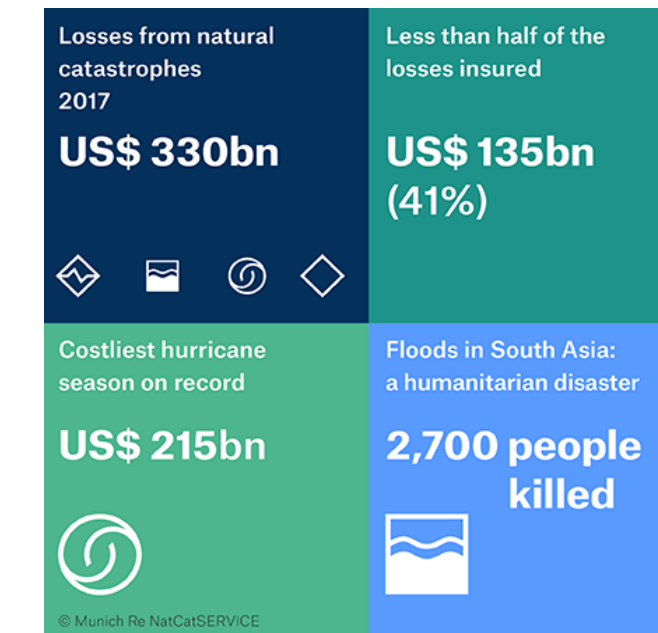 Losses from natural
catastrophes
2017
US$ 330bn
Less than half of the
losses insured
US$ 135bn
(41%)
Costliest hurricane
season on record
US$ 215bn
© Munich Re NatCatSERVICE
Floods in South Asia:
a humanitarian disaster
2,700 people
killed